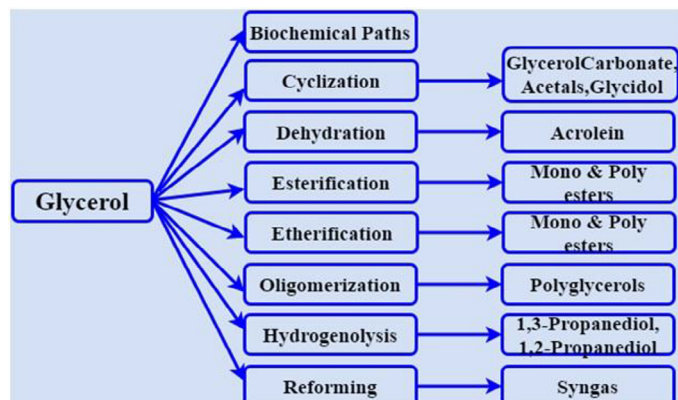 Biochemical Paths
Cyclization
GlycerolCarbonate,
Acetals,Glycidol
Dehydration
Acrolein
Glycerol
Esterification
Mono & Poly
esters
Etherification
Mono & Poly
esters
Oligomerization
Polyglycerols
Hydrogenolysis
1,3-Propanediol,
1,2-Propanediol
Reforming
Syngas